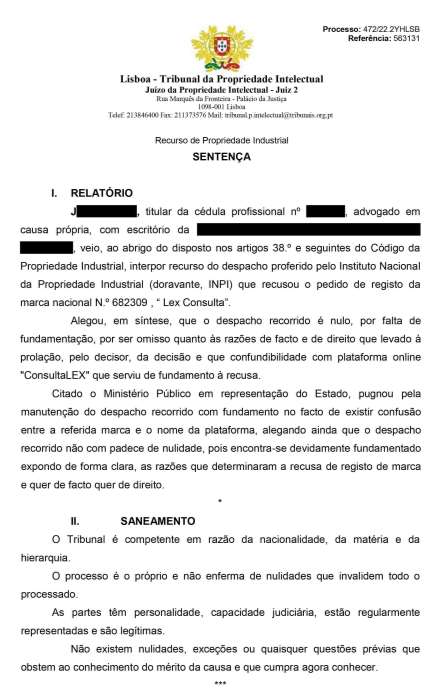 Processo: 472/22.2YHLSB
Referência: 563131
Lisboa - Tribunal da Propriedade Intelectual
Juízo da Propriedade Intelectual - Juiz 2
Rua Marquês da Fronteira - Palácio da Justiça
1098-001 Lisboa
Telef: 213846400 Fax: 211373576 Mail: tribunal.p.intelectual@tribunais.org.pt
Recurso de Propriedade Industrial
SENTENÇA
I. RELATÓRIO
J, titular da cédula profissional nº , advogado em
causa própria, com escritório da
, veio, ao abrigo do disposto nos artigos 38.º e seguintes do Código da
Propriedade Industrial, interpor recurso do despacho proferido pelo Instituto Nacional
da Propriedade Industrial (doravante, INPI) que recusou o pedido de registo da
marca nacional N.º 682309 , “ Lex Consulta”.
Alegou, em síntese, que o despacho recorrido é nulo, por falta de
fundamentação, por ser omisso quanto às razões de facto e de direito que levado á
prolação, pelo decisor, da decisão e que confundibilidade com plataforma online
"ConsultaLEX" que serviu de fundamento à recusa.
Citado o Ministério Público em representação do Estado, pugnou pela
manutenção do despacho recorrido com fundamento no facto de existir confusão
entre a referida marca e o nome da plataforma, alegando ainda que o despacho
recorrido não com padece de nulidade, pois encontra-se devidamente fundamentado
expondo de forma clara, as razões que determinaram a recusa de registo de marca
e quer de facto quer de direito.
*
II. SANEAMENTO
O Tribunal é competente em razão da nacionalidade, da matéria e da
hierarquia.
O processo é o próprio e não enferma de nulidades que invalidem todo o
processado.
As partes têm personalidade, capacidade judiciária, estão regularmente
representadas e são legítimas.
Não existem nulidades, exceções ou quaisquer questões prévias que
obstem ao conhecimento do mérito da causa e que cumpra agora conhecer.
***